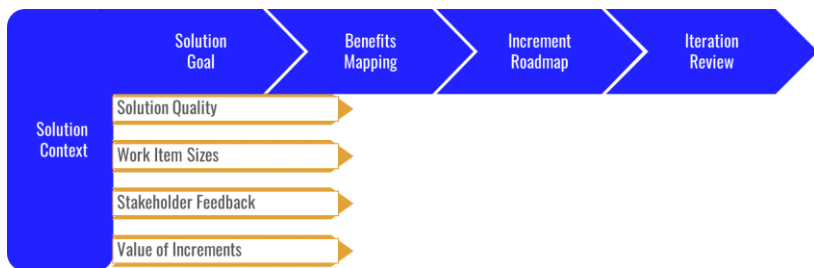 Solution
Goal
Benefits
Mapping
Increment
Roadmap
Iteration
Review
Solution
Context
Solution Quality
Work Item Sizes
Stakeholder Feedback
Value of Increments